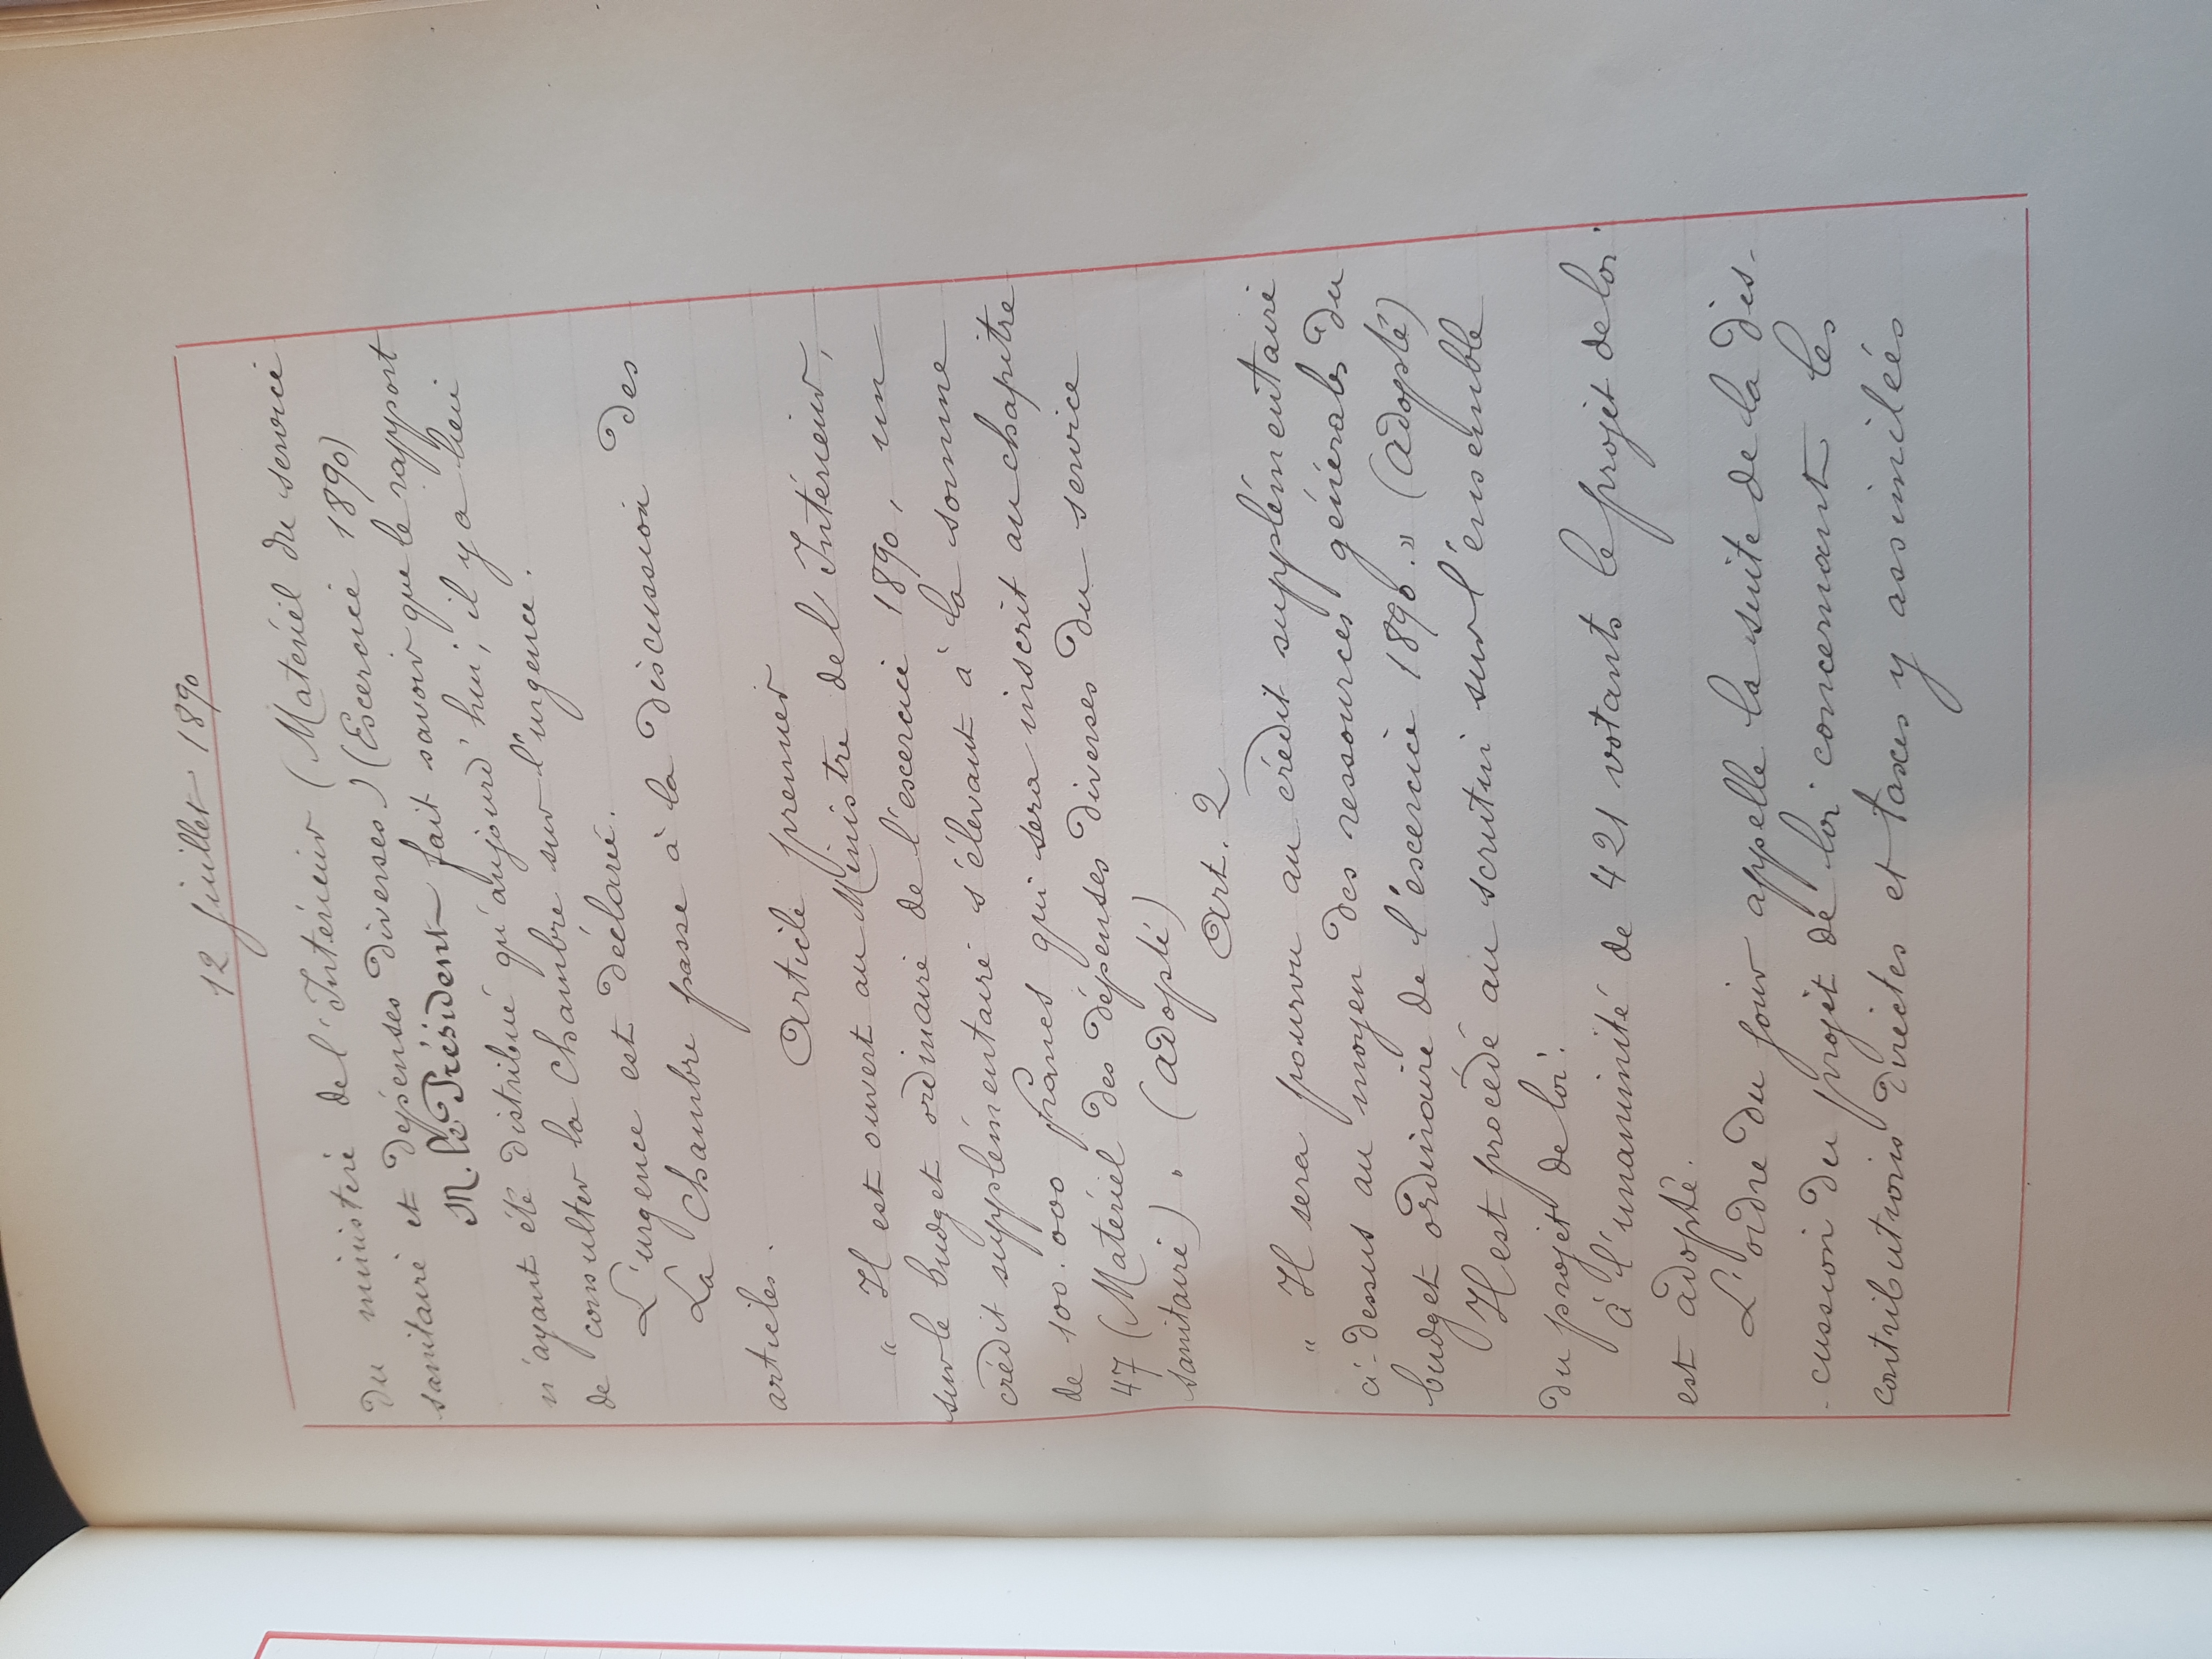 12 juillet 1890
du ministère de l'Intérieur (Matériel du service
sanitaire et dépenses diverses) (Exercice 1890)
M. le Président fait savoir que le rapport
n'ayant été distribué qu'aujourd'hui, il y a lieu
de consulter la Chambre sur l'urgence.
L'urgence est déclarée.
La Chambre passe à la discussion des
articles.
Article premier
« Il est ouvert au Ministre de l'Intérieur,
sur le budget ordinaire de l'exercice 1890, un
crédit supplémentaire s'élevant à la somme
de 100.000 francs qui sera inscrit au chapitre
47 (Matériel des dépenses diverses du service
sanitaire) » (Adopté)
Art. 2
« Il sera pourvu au crédit supplémentaire
ci-dessus au moyen des ressources générales du
budget ordinaire de l'exercice 1890. » (Adopté)
Il est procédé au scrutin sur l'ensemble
du projet de loi.
À l'unanimité de 421 votants le projet de loi
est adopté.
L'ordre du jour appelle la suite de la dis-
-cussion du projet de loi concernant les
contributions directes et taxes y assimilées